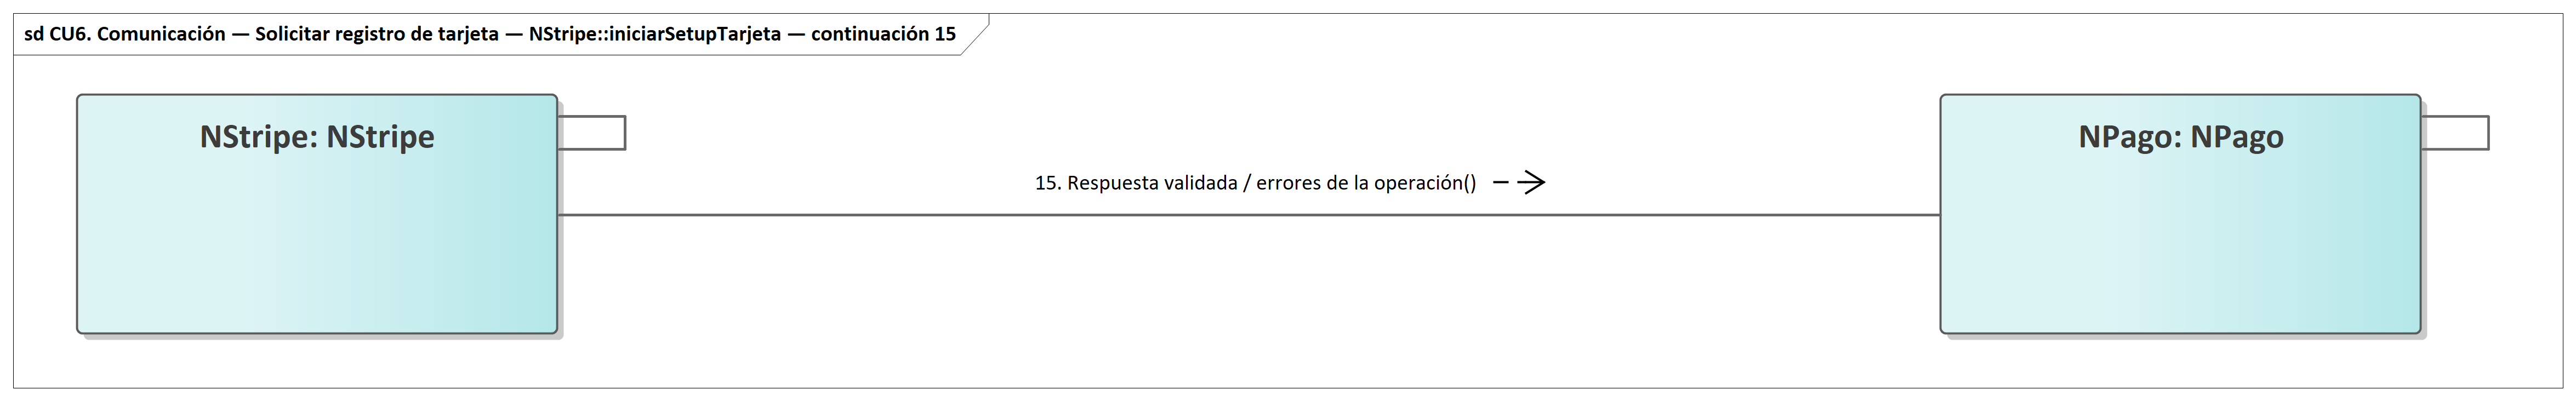 sd CU6. Comunicación — Solicitar registro de tarjeta — NStripe::iniciarSetupTarjeta — continuación 15
NStripe: NStripe
NPago: NPago
15. Respuesta validada / errores de la operación()